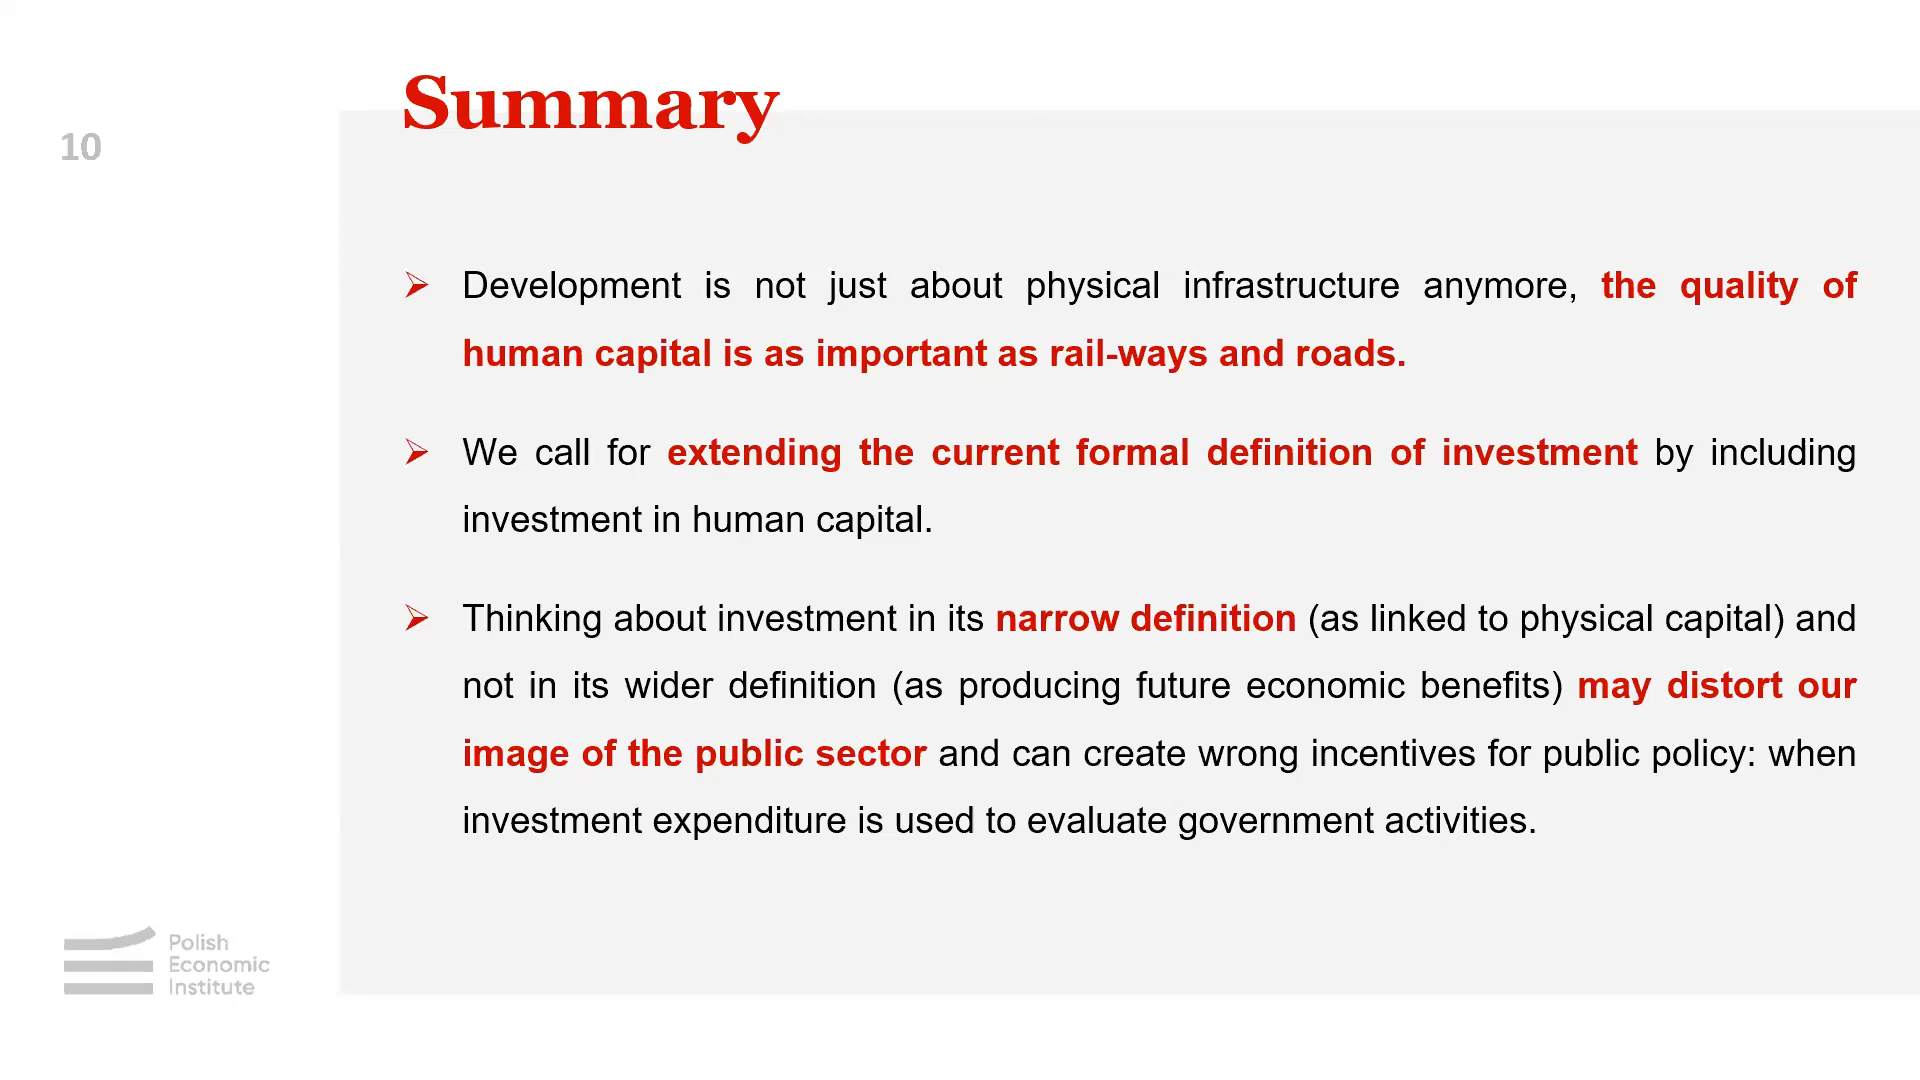 Summary
10
Development is not just about physical infrastructure anymore, the quality of
human capital is as important as rail-ways and roads.
We call for extending the current formal definition of investment by including
investment in human capital.
Thinking about investment in its narrow definition (as linked to physical capital) and
not in its wider definition (as producing future economic benefits) may distort our
image of the public sector and can create wrong incentives for public policy: when
investment expenditure is used to evaluate government activities.
Polish
Economic
Institute